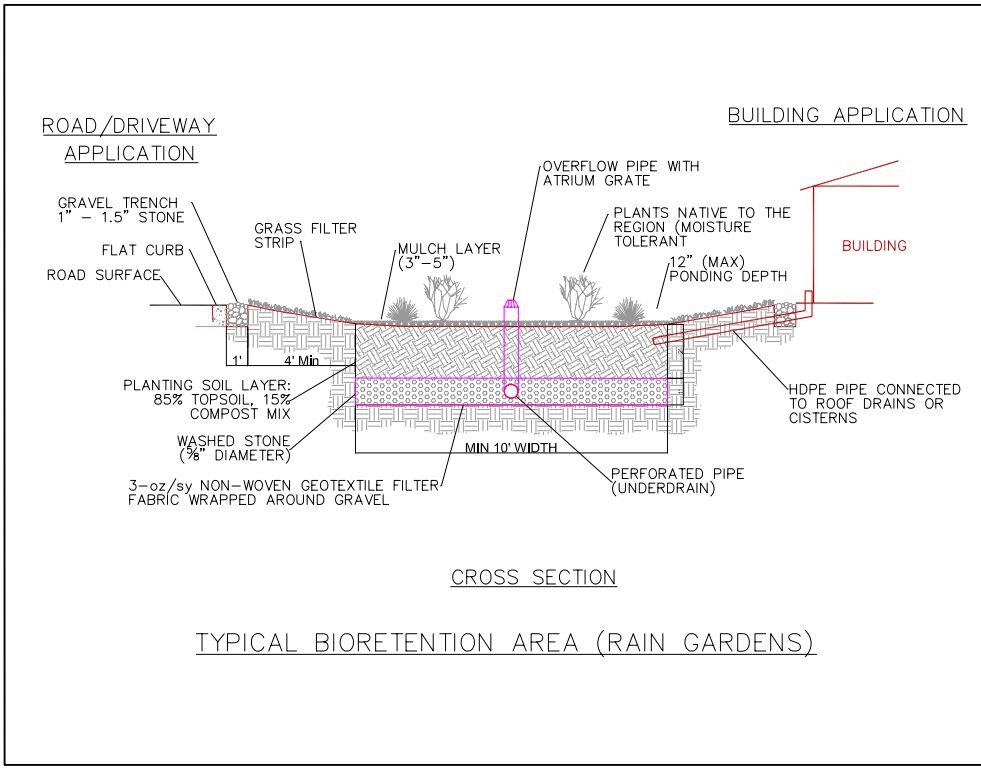 ROAD/DRIVEWAY
APPLICATION
BUILDING APPLICATION
GRAVEL TRENCH
1" - 1.5" STONE
FLAT CURB
ROAD SURFACE
GRASS FILTER
STRIP
MULCH LAYER
(3"-5")
OVERFLOW PIPE WITH
ATRIUM GRATE
PLANTS NATIVE TO THE
REGION (MOISTURE
TOLERANT
12" (MAX)
PONDING DEPTH
BUILDING
1'
4' Min
PLANTING SOIL LAYER:
85% TOPSOIL, 15%
COMPOST MIX
WASHED STONE
(⅝" DIAMETER)
3-oz/sy NON-WOVEN GEOTEXTILE FILTER
FABRIC WRAPPED AROUND GRAVEL
MIN 10' WIDTH
PERFORATED PIPE
(UNDERDRAIN)
HDPE PIPE CONNECTED
TO ROOF DRAINS OR
CISTERNS
CROSS SECTION
TYPICAL BIORETENTION AREA (RAIN GARDENS)